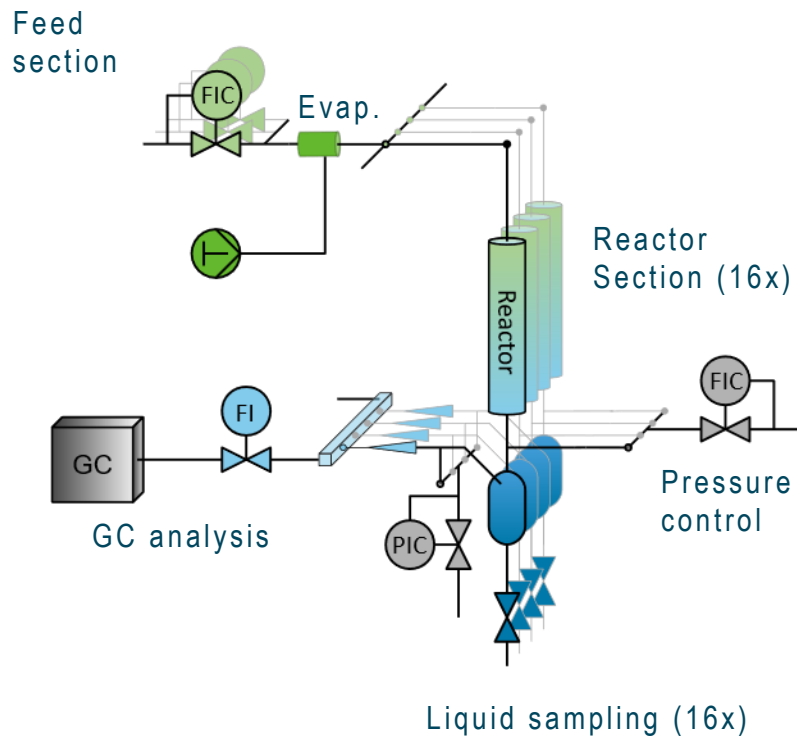 Feed
section
FIC
Evap.
Reactor
Reactor
Section (16x)
FIC
FI
GC
GC analysis
PIC
Pressure
control
Liquid sampling (16x)